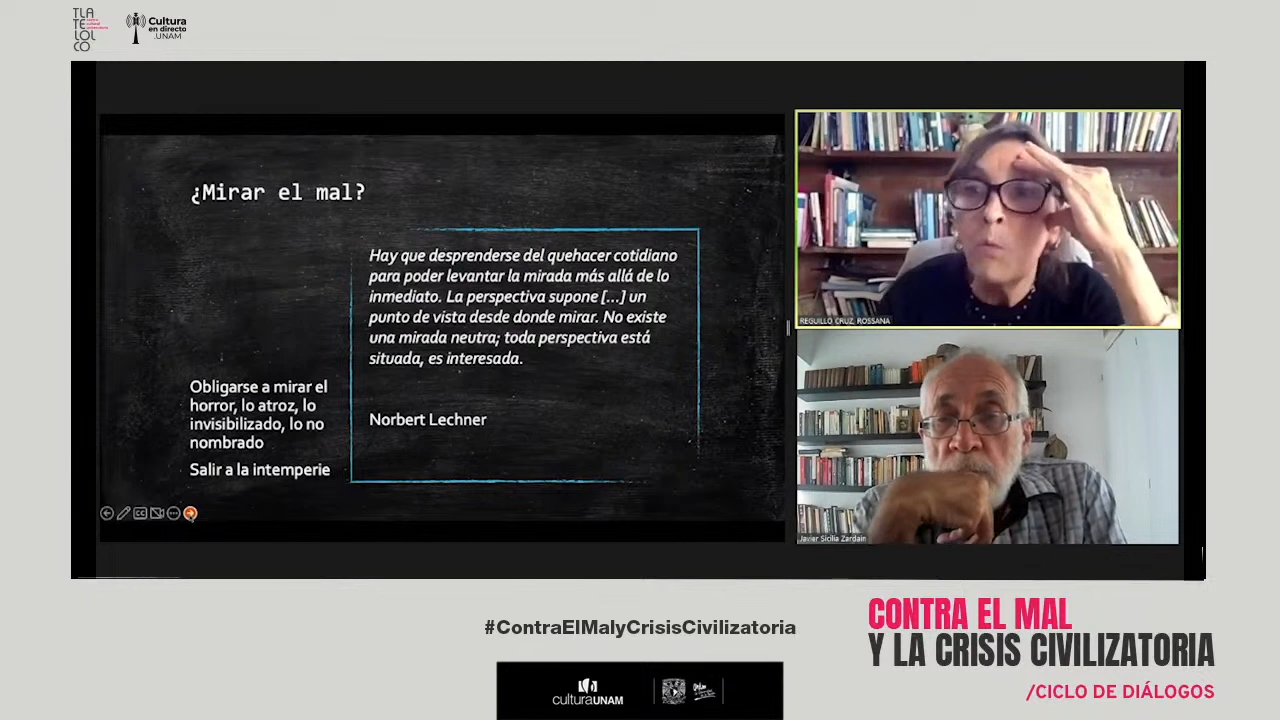 TLA
TE
LOL
CO
Cultura
en directo
.UNAM
¿Mirar el mal?
Hay que desprenderse del quehacer cotidiano
para poder levantar la mirada más allá de lo
inmediato. La perspectiva supone [...] un
punto de vista desde donde mirar. No existe
una mirada neutra; toda perspectiva está
situada, es interesada.
Norbert Lechner
Obligarse a mirar el
horror, lo atroz, lo
invisibilizado, lo no
nombrado
Salir a la intemperie
REGUILLO CRUZ, ROSSANA
Javier Sicilia Zardain
#ContraElMalyCrisisCivilizatoria
CONTRA EL MAL
Y LA CRISIS CIVILIZATORIA
/CICLO DE DIÁLOGOS
culturaUNAM